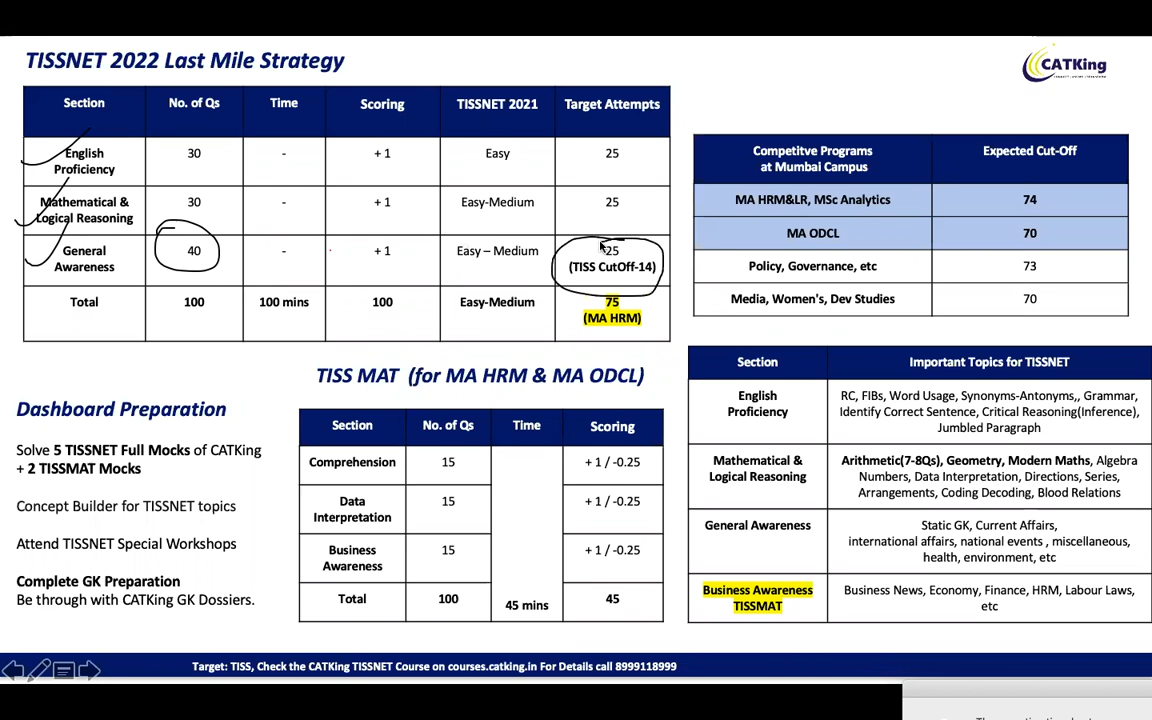 TISSNET 2022 Last Mile Strategy
CATKing
Section No. of Qs Time Scoring TISSNET 2021 Target Attempts
English Proficiency 30 - + 1 Easy 25
Mathematical & Logical Reasoning 30 - + 1 Easy-Medium 25
General Awareness 40 - + 1 Easy – Medium 25 (TISS CutOff-14)
Total 100 100 mins 100 Easy-Medium 75 (MA HRM)
Competitve Programs at Mumbai Campus Expected Cut-Off
MA HRM&LR, MSc Analytics 74
MA ODCL 70
Policy, Governance, etc 73
Media, Women's, Dev Studies 70
Dashboard Preparation
Solve 5 TISSNET Full Mocks of CATKing
+ 2 TISSMAT Mocks
Concept Builder for TISSNET topics
Attend TISSNET Special Workshops
Complete GK Preparation
Be through with CATKing GK Dossiers.
TISS MAT (for MA HRM & MA ODCL)
Section No. of Qs Time Scoring
Comprehension 15 + 1 / -0.25
Data Interpretation 15 + 1 / -0.25
Business Awareness 15 + 1 / -0.25
Total 100 45 mins 45
Section Important Topics for TISSNET
English Proficiency RC, FIBs, Word Usage, Synonyms-Antonyms,, Grammar, Identify Correct Sentence, Critical Reasoning(Inference), Jumbled Paragraph
Mathematical & Logical Reasoning Arithmetic(7-8Qs), Geometry, Modern Maths, Algebra Numbers, Data Interpretation, Directions, Series, Arrangements, Coding Decoding, Blood Relations
General Awareness Static GK, Current Affairs, international affairs, national events , miscellaneous, health, environment, etc
Business Awareness TISSMAT Business News, Economy, Finance, HRM, Labour Laws, etc
Target: TISS, Check the CATKing TISSNET Course on courses.catking.in For Details call 8999118999